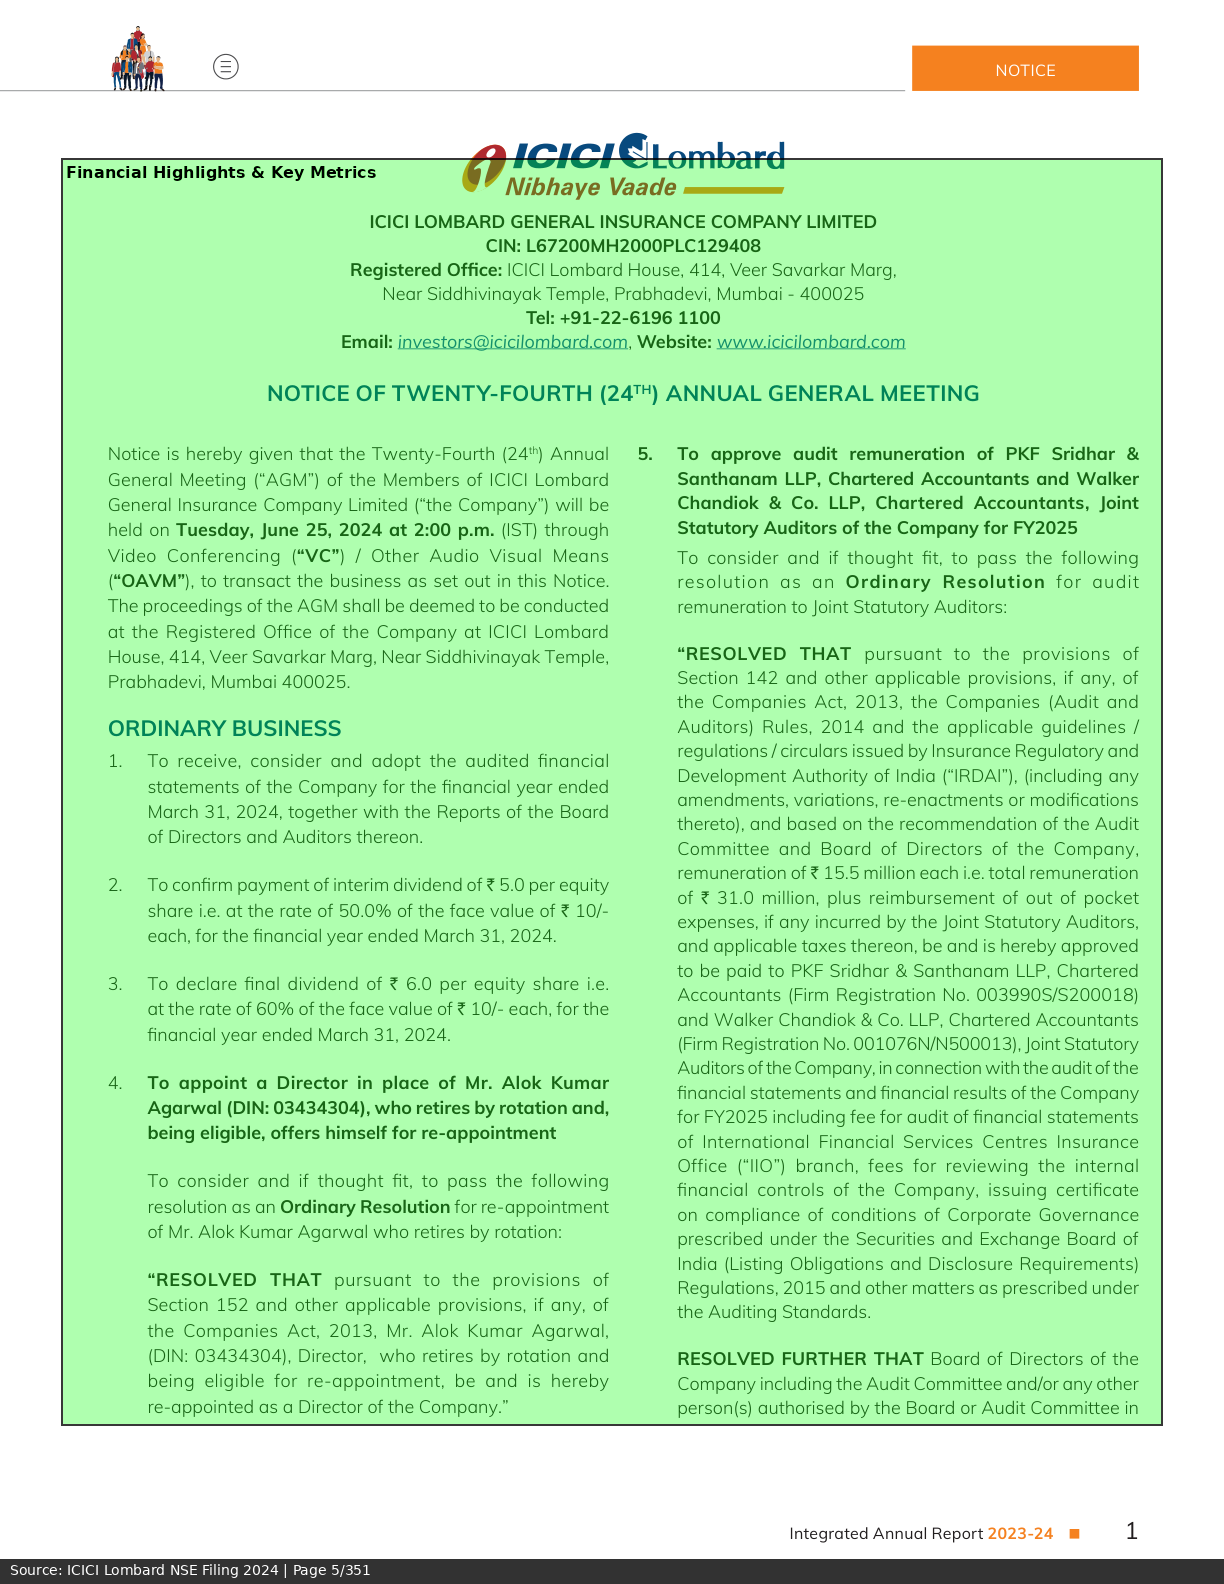 NOTICE
ICICI Lombard
Nibhaye Vaade
Financial Highlights & Key Metrics
ICICI LOMBARD GENERAL INSURANCE COMPANY LIMITED
CIN: L67200MH2000PLC129408
Registered Office: ICICI Lombard House, 414, Veer Savarkar Marg,
Near Siddhivinayak Temple, Prabhadevi, Mumbai - 400025
Tel: +91-22-6196 1100
Email: investors@icicilombard.com, Website: www.icicilombard.com
NOTICE OF TWENTY-FOURTH (24TH) ANNUAL GENERAL MEETING
Notice is hereby given that the Twenty-Fourth (24th) Annual
General Meeting (“AGM”) of the Members of ICICI Lombard
General Insurance Company Limited (“the Company”) will be
held on Tuesday, June 25, 2024 at 2:00 p.m. (IST) through
Video Conferencing (“VC”) / Other Audio Visual Means
(“OAVM”), to transact the business as set out in this Notice.
The proceedings of the AGM shall be deemed to be conducted
at the Registered Office of the Company at ICICI Lombard
House, 414, Veer Savarkar Marg, Near Siddhivinayak Temple,
Prabhadevi, Mumbai 400025.
ORDINARY BUSINESS
1. To receive, consider and adopt the audited financial
statements of the Company for the financial year ended
March 31, 2024, together with the Reports of the Board
of Directors and Auditors thereon.
2. To confirm payment of interim dividend of ₹ 5.0 per equity
share i.e. at the rate of 50.0% of the face value of ₹ 10/-
each, for the financial year ended March 31, 2024.
3. To declare final dividend of ₹ 6.0 per equity share i.e.
at the rate of 60% of the face value of ₹ 10/- each, for the
financial year ended March 31, 2024.
4. To appoint a Director in place of Mr. Alok Kumar
Agarwal (DIN: 03434304), who retires by rotation and,
being eligible, offers himself for re-appointment
To consider and if thought fit, to pass the following
resolution as an Ordinary Resolution for re-appointment
of Mr. Alok Kumar Agarwal who retires by rotation:
“RESOLVED THAT pursuant to the provisions of
Section 152 and other applicable provisions, if any, of
the Companies Act, 2013, Mr. Alok Kumar Agarwal,
(DIN: 03434304), Director, who retires by rotation and
being eligible for re-appointment, be and is hereby
re-appointed as a Director of the Company.”
5. To approve audit remuneration of PKF Sridhar &
Santhanam LLP, Chartered Accountants and Walker
Chandiok & Co. LLP, Chartered Accountants, Joint
Statutory Auditors of the Company for FY2025
To consider and if thought fit, to pass the following
resolution as an Ordinary Resolution for audit
remuneration to Joint Statutory Auditors:
“RESOLVED THAT pursuant to the provisions of
Section 142 and other applicable provisions, if any, of
the Companies Act, 2013, the Companies (Audit and
Auditors) Rules, 2014 and the applicable guidelines /
regulations / circulars issued by Insurance Regulatory and
Development Authority of India (“IRDAI”), (including any
amendments, variations, re-enactments or modifications
thereto), and based on the recommendation of the Audit
Committee and Board of Directors of the Company,
remuneration of ₹ 15.5 million each i.e. total remuneration
of ₹ 31.0 million, plus reimbursement of out of pocket
expenses, if any incurred by the Joint Statutory Auditors,
and applicable taxes thereon, be and is hereby approved
to be paid to PKF Sridhar & Santhanam LLP, Chartered
Accountants (Firm Registration No. 003990S/S200018)
and Walker Chandiok & Co. LLP, Chartered Accountants
(Firm Registration No. 001076N/N500013), Joint Statutory
Auditors of the Company, in connection with the audit of the
financial statements and financial results of the Company
for FY2025 including fee for audit of financial statements
of International Financial Services Centres Insurance
Office (“IIO”) branch, fees for reviewing the internal
financial controls of the Company, issuing certificate
on compliance of conditions of Corporate Governance
prescribed under the Securities and Exchange Board of
India (Listing Obligations and Disclosure Requirements)
Regulations, 2015 and other matters as prescribed under
the Auditing Standards.
RESOLVED FURTHER THAT Board of Directors of the
Company including the Audit Committee and/or any other
person(s) authorised by the Board or Audit Committee in
Integrated Annual Report 2023-24 1
Source: ICICI Lombard NSE Filing 2024 | Page 5/351